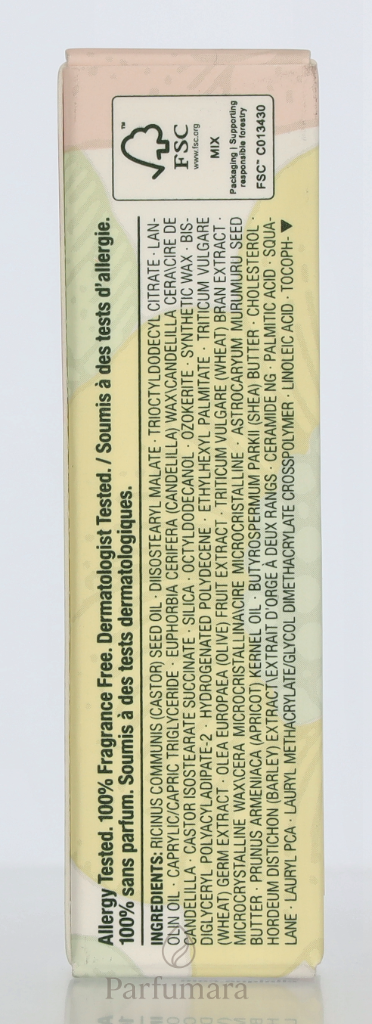 Allergy Tested. 100% Fragrance Free. Dermatologist Tested. / Soumis à des tests d'allergie.
100% sans parfum. Soumis à des tests dermatologiques.
INGREDIENTS: RICINUS COMMUNIS (CASTOR) SEED OIL · DIISOSTEARYL MALATE · TRIOCTYLDODECYL CITRATE · LAN-
OLIN OIL · CAPRYLIC/CAPRIC TRIGLYCERIDE · EUPHORBIA CERIFERA (CANDELILLA) WAX\CANDELILLA CERA\CIRE DE
CANDELILLA · CASTOR ISOSTEARATE SUCCINATE · SILICA · OCTYLDODECANOL · OZOKERITE · SYNTHETIC WAX · BIS-
DIGLYCERYL POLYACYLADIPATE-2 · HYDROGENATED POLYDECENE · ETHYLHEXYL PALMITATE · TRITICUM VULGARE
(WHEAT) GERM EXTRACT · OLEA EUROPAEA (OLIVE) FRUIT EXTRACT · TRITICUM VULGARE (WHEAT) BRAN EXTRACT ·
MICROCRYSTALLINE WAX\CERA MICROCRISTALLINA\CIRE MICROCRISTALLINE · ASTROCARYUM MURUMURU SEED
BUTTER · PRUNUS ARMENIACA (APRICOT) KERNEL OIL · BUTYROSPERMUM PARKII (SHEA) BUTTER · CHOLESTEROL ·
HORDEUM DISTICHON (BARLEY) EXTRACT\EXTRAIT D'ORGE À DEUX RANGS · CERAMIDE NG · PALMITIC ACID · SQUA-
LANE · LAURYL PCA · LAURYL METHACRYLATE/GLYCOL DIMETHACRYLATE CROSSPOLYMER · LINOLEIC ACID · TOCOPH-▼
™
FSC
www.fsc.org
MIX
Packaging | Supporting
responsible forestry
FSC™ C013430
Parfumara